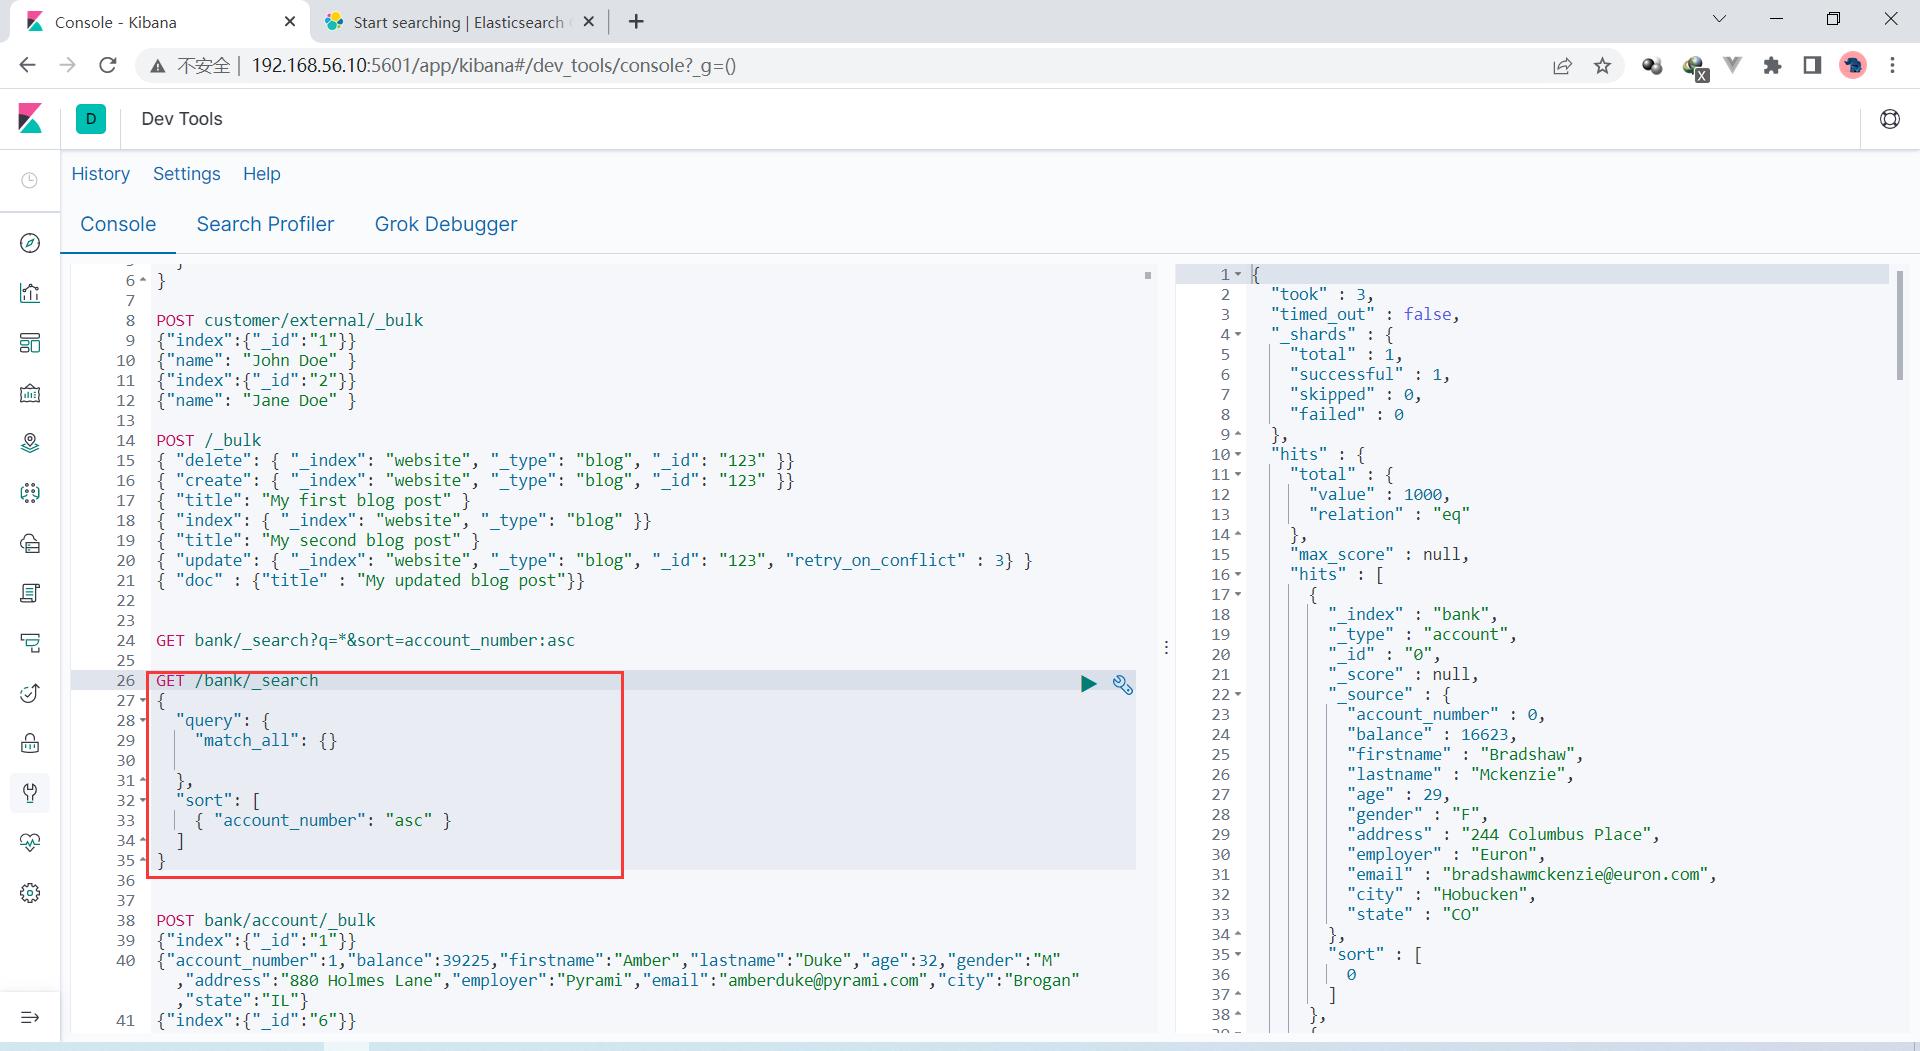 Console - Kibana
Start searching | Elasticsearch
不安全 | 192.168.56.10:5601/app/kibana#/dev_tools/console?_g=()
X
D
Dev Tools
History Settings Help
Console Search Profiler Grok Debugger
6 }
7
8 POST customer/external/_bulk
9 {"index":{"_id":"1"}}
10 {"name": "John Doe" }
11 {"index":{"_id":"2"}}
12 {"name": "Jane Doe" }
13
14 POST /_bulk
15 { "delete": { "_index": "website", "_type": "blog", "_id": "123" }}
16 { "create": { "_index": "website", "_type": "blog", "_id": "123" }}
17 { "title": "My first blog post" }
18 { "index": { "_index": "website", "_type": "blog" }}
19 { "title": "My second blog post" }
20 { "update": { "_index": "website", "_type": "blog", "_id": "123", "retry_on_conflict" : 3} }
21 { "doc" : {"title" : "My updated blog post"}}
22
23
24 GET bank/_search?q=*&sort=account_number:asc
25
26 GET /bank/_search
27 {
28 "query": {
29 "match_all": {}
30
31 },
32 "sort": [
33 { "account_number": "asc" }
34 ]
35 }
36
37
38 POST bank/account/_bulk
39 {"index":{"_id":"1"}}
40 {"account_number":1,"balance":39225,"firstname":"Amber","lastname":"Duke","age":32,"gender":"M"
,"address":"880 Holmes Lane","employer":"Pyrami","email":"amberduke@pyrami.com","city":"Brogan"
,"state":"IL"}
41 {"index":{"_id":"6"}}
1 {
2 "took" : 3,
3 "timed_out" : false,
4 "_shards" : {
5 "total" : 1,
6 "successful" : 1,
7 "skipped" : 0,
8 "failed" : 0
9 },
10 "hits" : {
11 "total" : {
12 "value" : 1000,
13 "relation" : "eq"
14 },
15 "max_score" : null,
16 "hits" : [
17 {
18 "_index" : "bank",
19 "_type" : "account",
20 "_id" : "0",
21 "_score" : null,
22 "_source" : {
23 "account_number" : 0,
24 "balance" : 16623,
25 "firstname" : "Bradshaw",
26 "lastname" : "Mckenzie",
27 "age" : 29,
28 "gender" : "F",
29 "address" : "244 Columbus Place",
30 "employer" : "Euron",
31 "email" : "bradshawmckenzie@euron.com",
32 "city" : "Hobucken",
33 "state" : "CO"
34 },
35 "sort" : [
36 0
37 ]
38 },